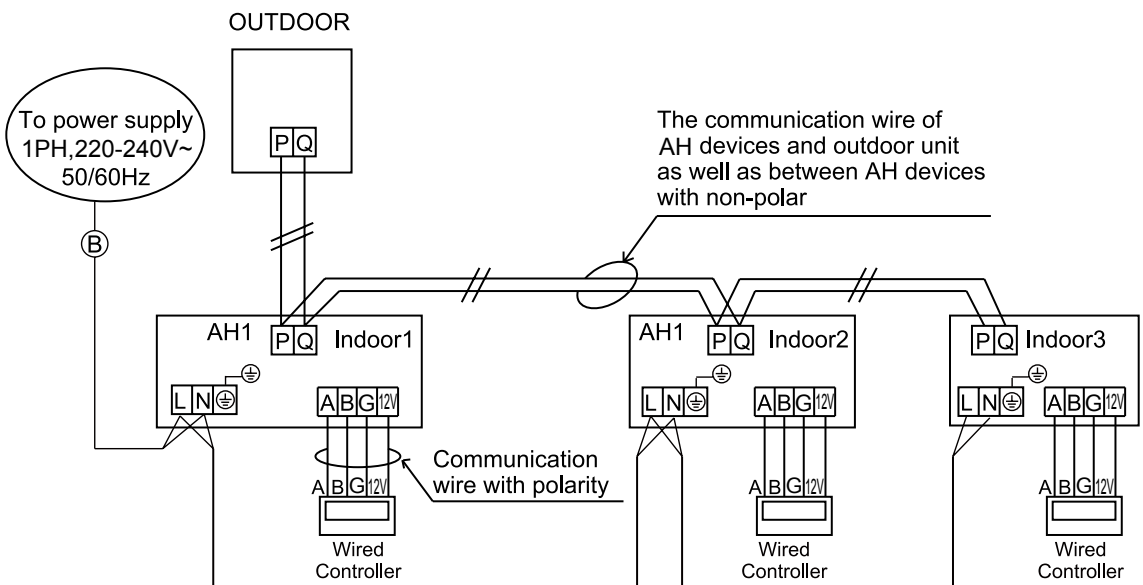 OUTDOOR
To power supply
1PH,220-240V~
50/60Hz
P Q
The communication wire of
AH devices and outdoor unit
as well as between AH devices
with non-polar
B
AH1 P Q Indoor1
L N
A B G 12V
AH1 P Q Indoor2
L N
A B G 12V
P Q Indoor3
L N
A B G 12V
Communication
wire with polarity
A B G 12V
Wired
Controller
A B G 12V
Wired
Controller
A B G 12V
Wired
Controller